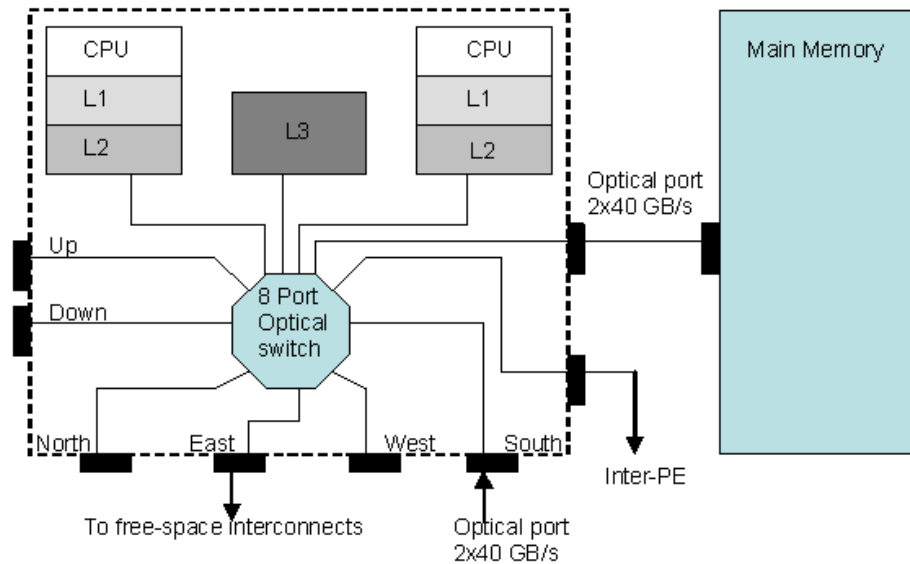 CPU
L1
L2
L3
CPU
L1
L2
Main Memory
Optical port
2x40 GB/s
Up
Down
8 Port
Optical
switch
North
East
West
South
Inter-PE
To free-space interconnects
Optical port
2x40 GB/s